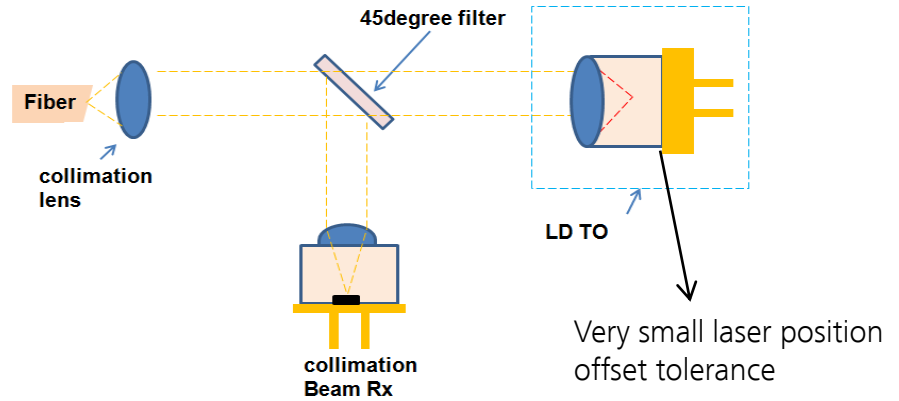 45degree filter
Fiber
collimation
lens
LD TO
collimation
Beam Rx
Very small laser position
offset tolerance